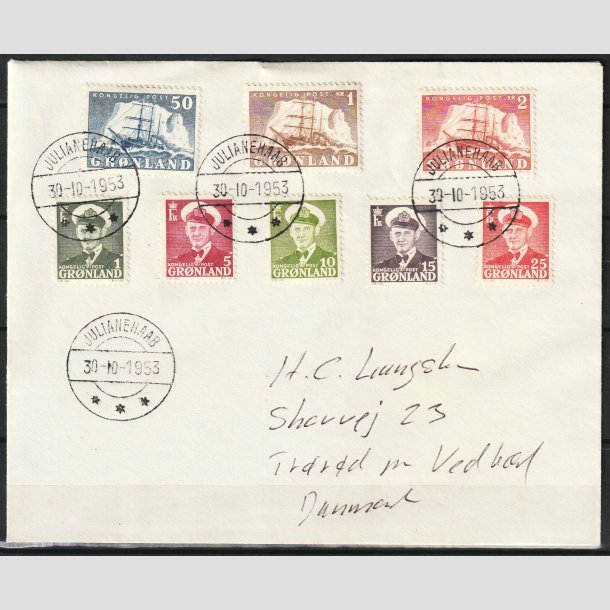 KONGELIG POST 50
GRØNLAND
KONGELIG POST KR. 1
GRØNLAND
KONGELIG POST KR. 2
GRØNLAND
JULIANEHAAB
30-10-1953
JULIANEHAAB
30-10-1953
JULIANEHAAB
30-10-1953
KONGELIG POST 1
GRØNLAND
KONGELIG POST 5
GRØNLAND
KONGELIG POST 10
GRØNLAND
KONGELIG POST 15
GRØNLAND
KONGELIG POST 25
GRØNLAND
JULIANEHAAB
30-10-1953
H.C.
23
Trørød pr Vedbæk
Danmark